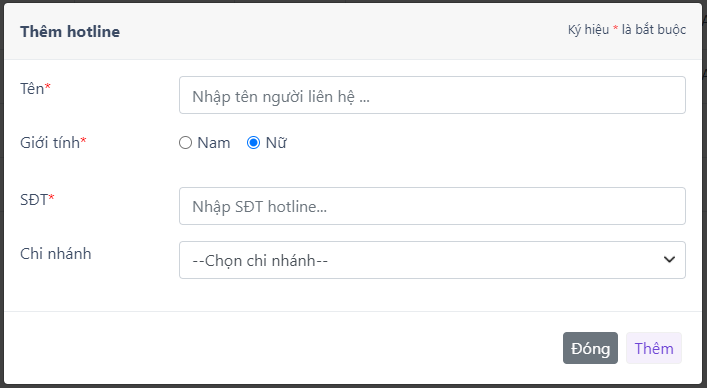 Thêm hotline
Ký hiệu * là bắt buộc
Tên*
Nhập tên người liên hệ ...
Giới tính*
Nam
Nữ
SĐT*
Nhập SĐT hotline...
Chi nhánh
--Chọn chi nhánh--
Đóng
Thêm